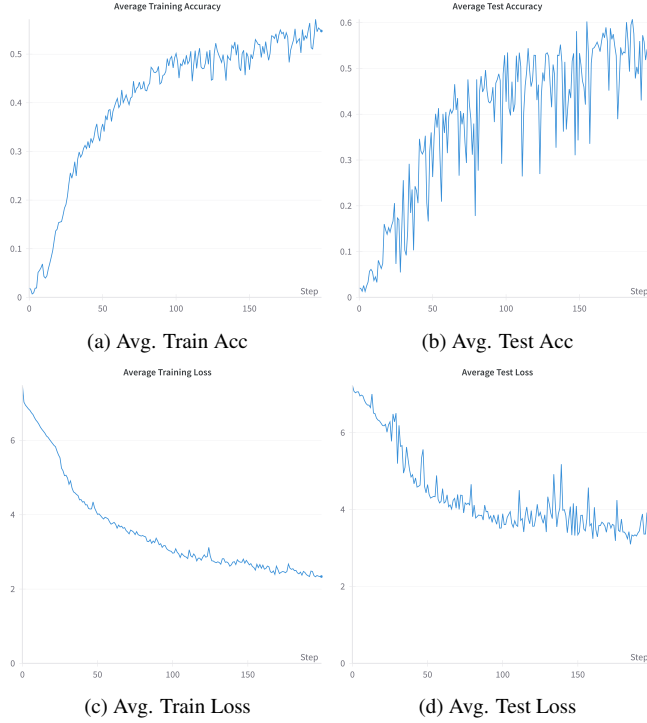 Average Training Accuracy
0.5
0.4
0.3
0.2
0.1
0
Step
0 50 100 150
(a) Avg. Train Acc
Average Test Accuracy
0.6
0.5
0.4
0.3
0.2
0.1
0
Step
0 50 100 150
(b) Avg. Test Acc
Average Training Loss
6
4
2
0
Step
0 50 100 150
(c) Avg. Train Loss
Average Test Loss
6
4
2
0
Step
0 50 100 150
(d) Avg. Test Loss